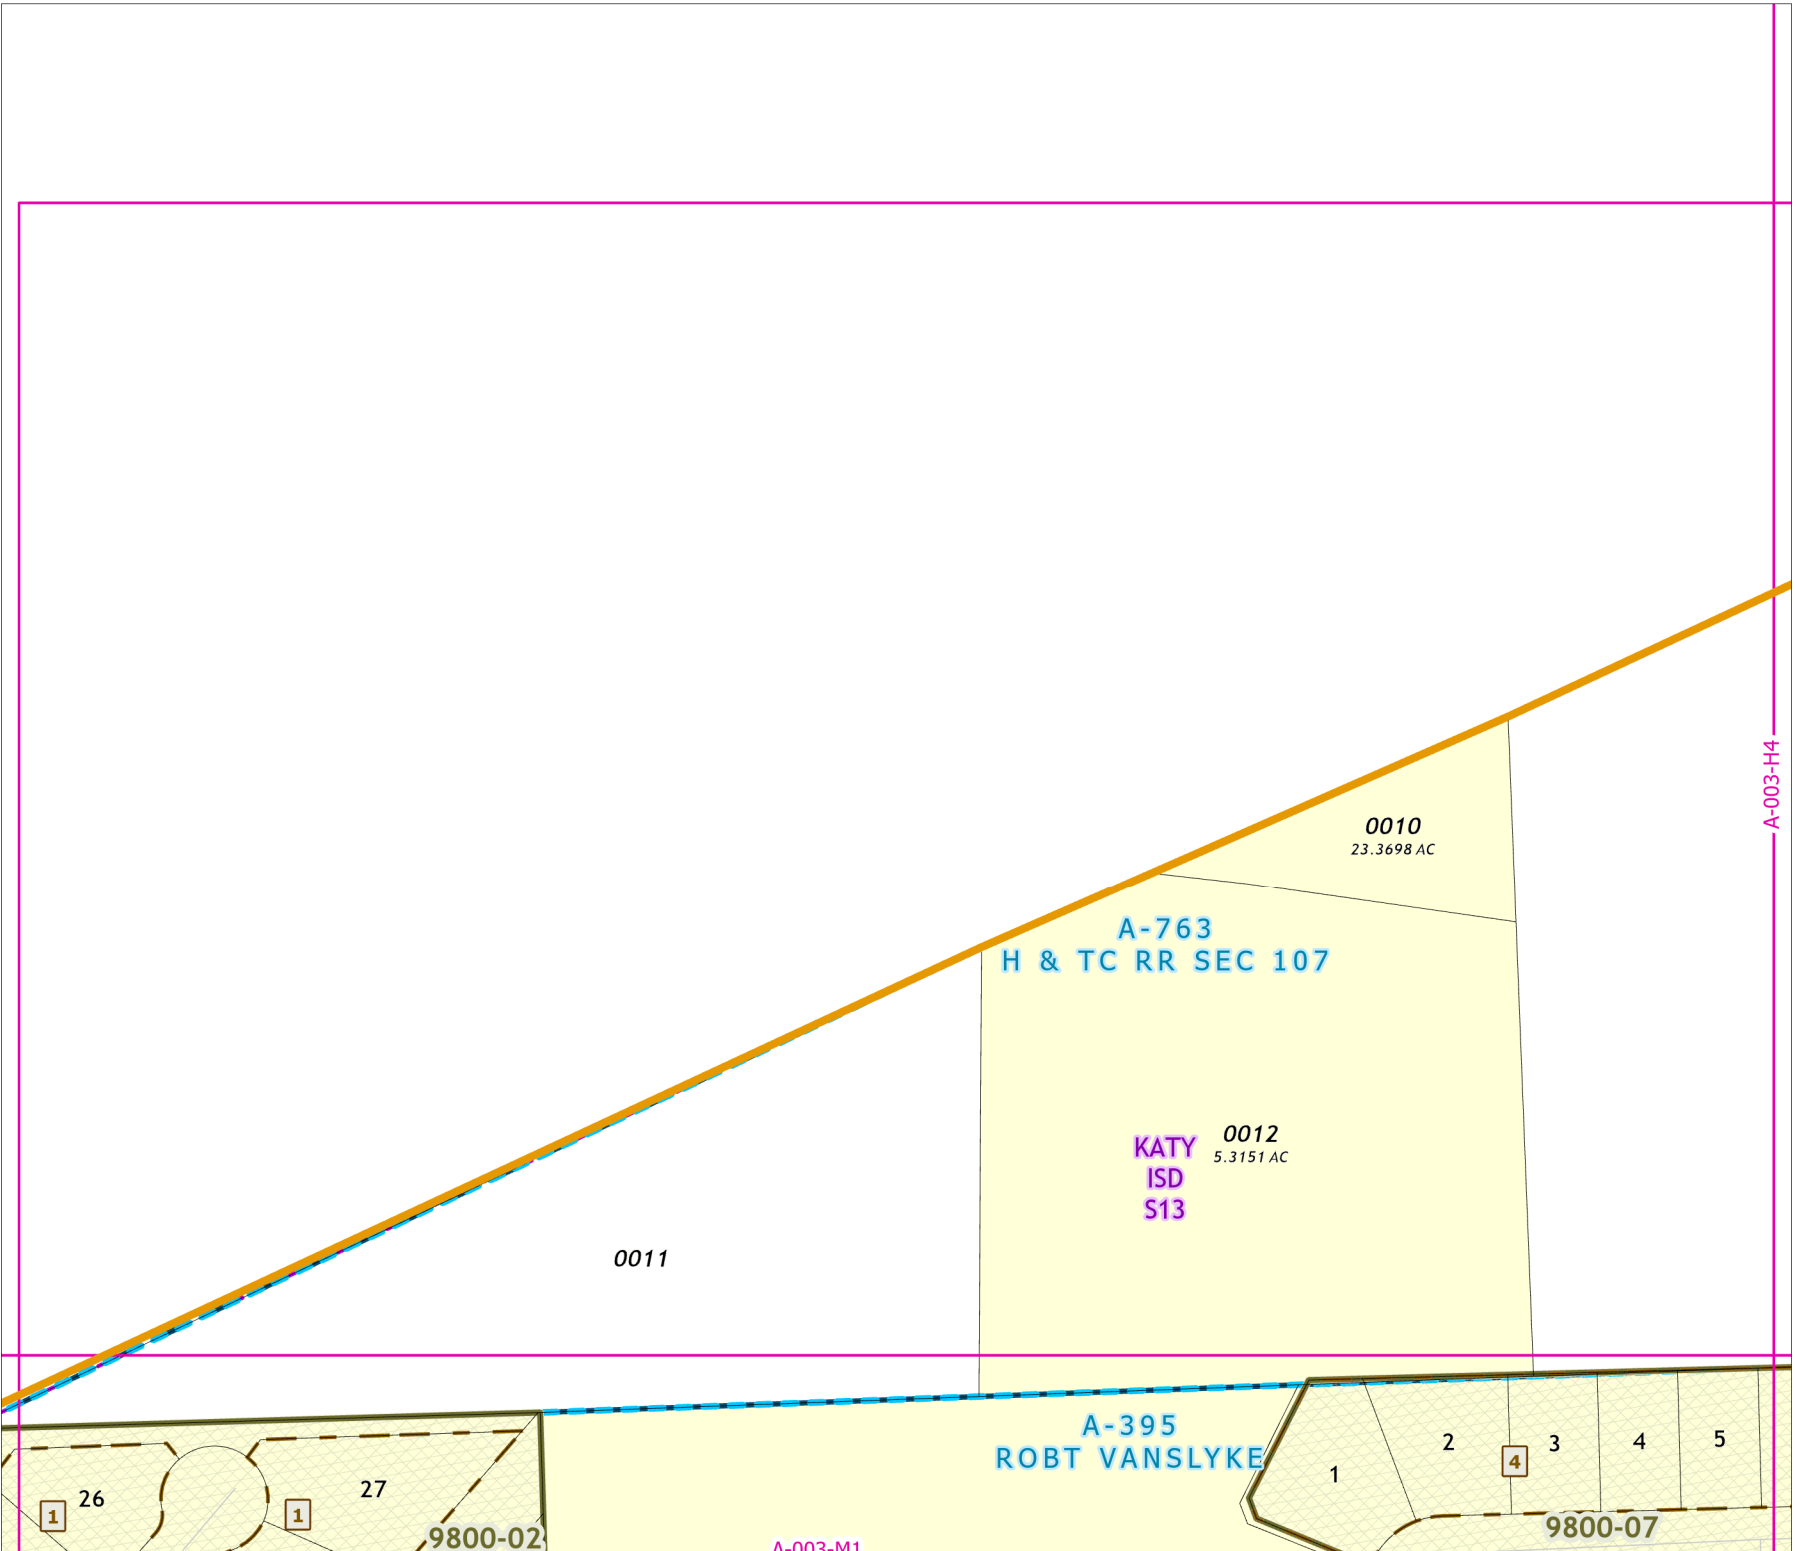 A-003-H4
0010
23.3698 AC
A-763
H & TC RR SEC 107
0012
5.3151 AC
KATY
ISD
S13
0011
A-395
ROBT VANSLYKE
1
2
3
4
5
4
26
27
1
1
9800-02
9800-07
A-003-M1